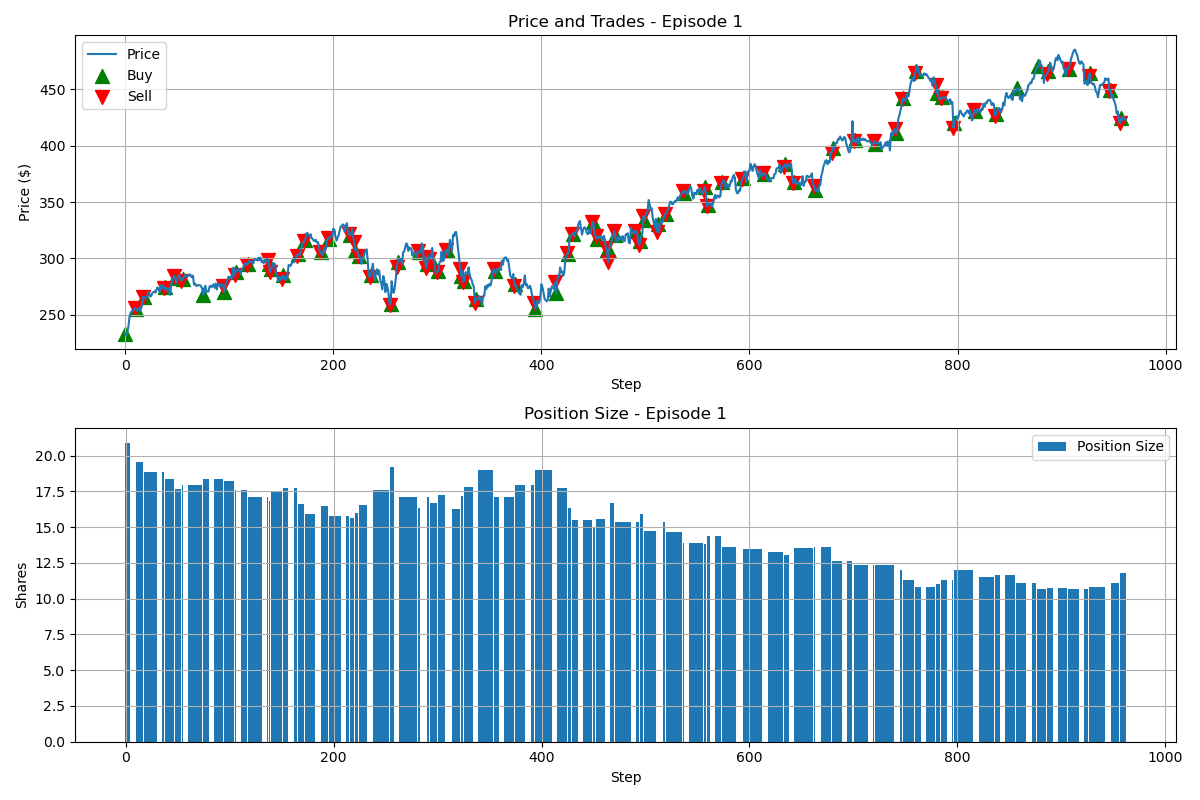 Price and Trades - Episode 1
Price
Buy
Sell
Price ($)
450
400
350
300
250
0 200 400 600 800 1000
Step
Position Size - Episode 1
Position Size
Shares
20.0
17.5
15.0
12.5
10.0
7.5
5.0
2.5
0.0
0 200 400 600 800 1000
Step